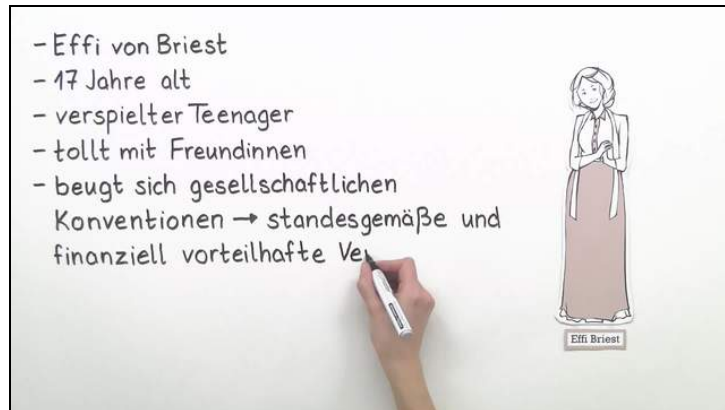 - Effi von Briest
- 17 Jahre alt
- verspielter Teenager
- tollt mit Freundinnen
- beugt sich gesellschaftlichen
Konventionen → standesgemäße und
finanziell vorteilhafte Ve
Effi Briest